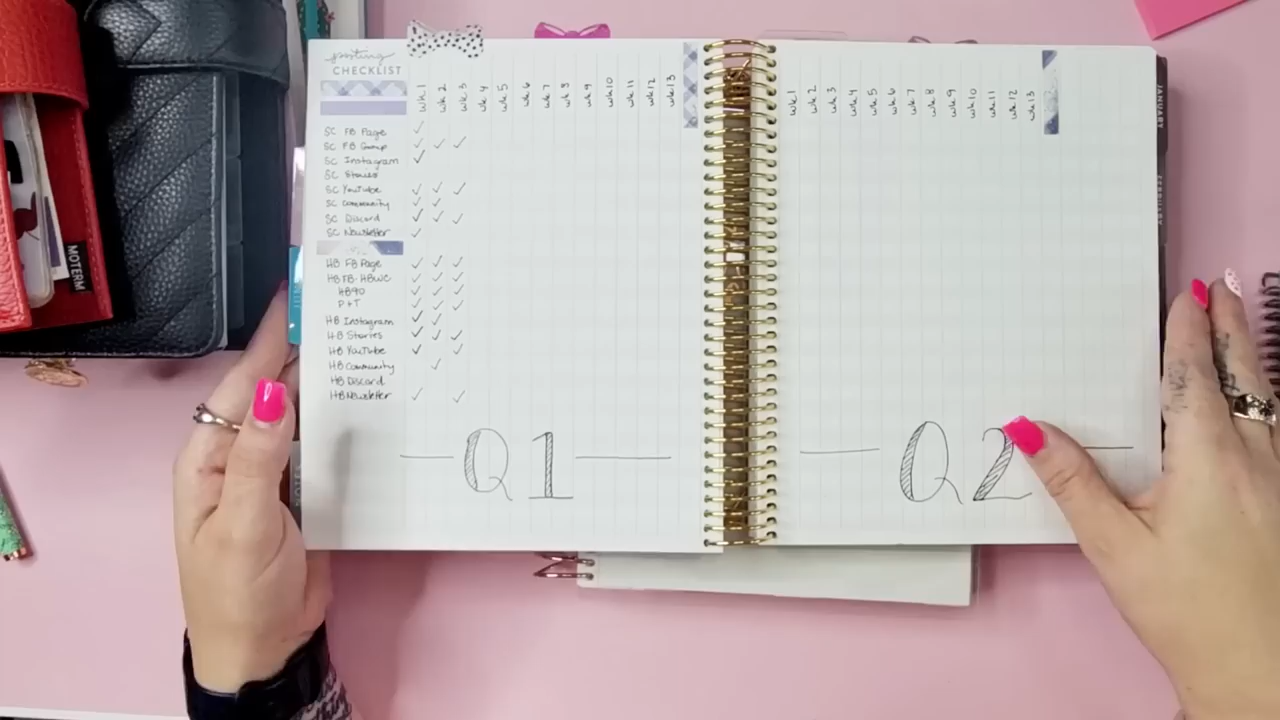 posting
CHECKLIST
wk 1 wk 2 wk 3 wk 4 wk 5 wk 6 wk 7 wk 8 wk 9 wk 10 wk 11 wk 12 wk 13
SC FB Page
SC FB Group
SC Instagram
SC Stories
SC YouTube
SC Community
SC Discord
SC Newsletter
HB FB Page
HB FB-HBWC
HB90
P+T
HB Instagram
HB Stories
HB YouTube
HB Community
HB Discord
HB Newsletter
Q1
wk 1 wk 2 wk 3 wk 4 wk 5 wk 6 wk 7 wk 8 wk 9 wk 10 wk 11 wk 12 wk 13
Q2
MOTERM
JANUARY
FEBRUARY
NOTES